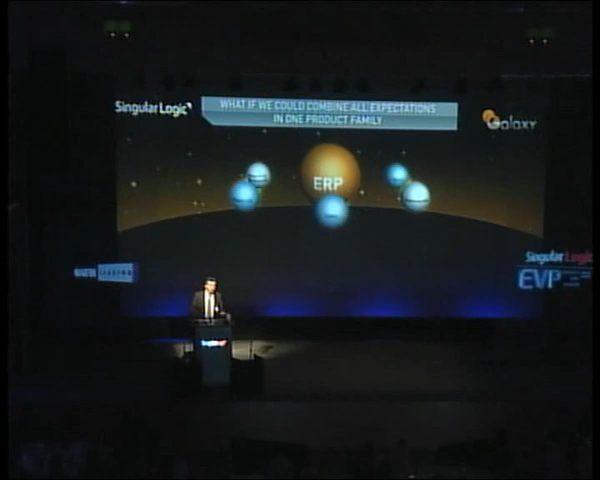 SingularLogic
WHAT IF WE COULD COMBINE ALL EXPECTATIONS
IN ONE PRODUCT FAMILY
Galaxy
ERP
SingularLogic
EVP